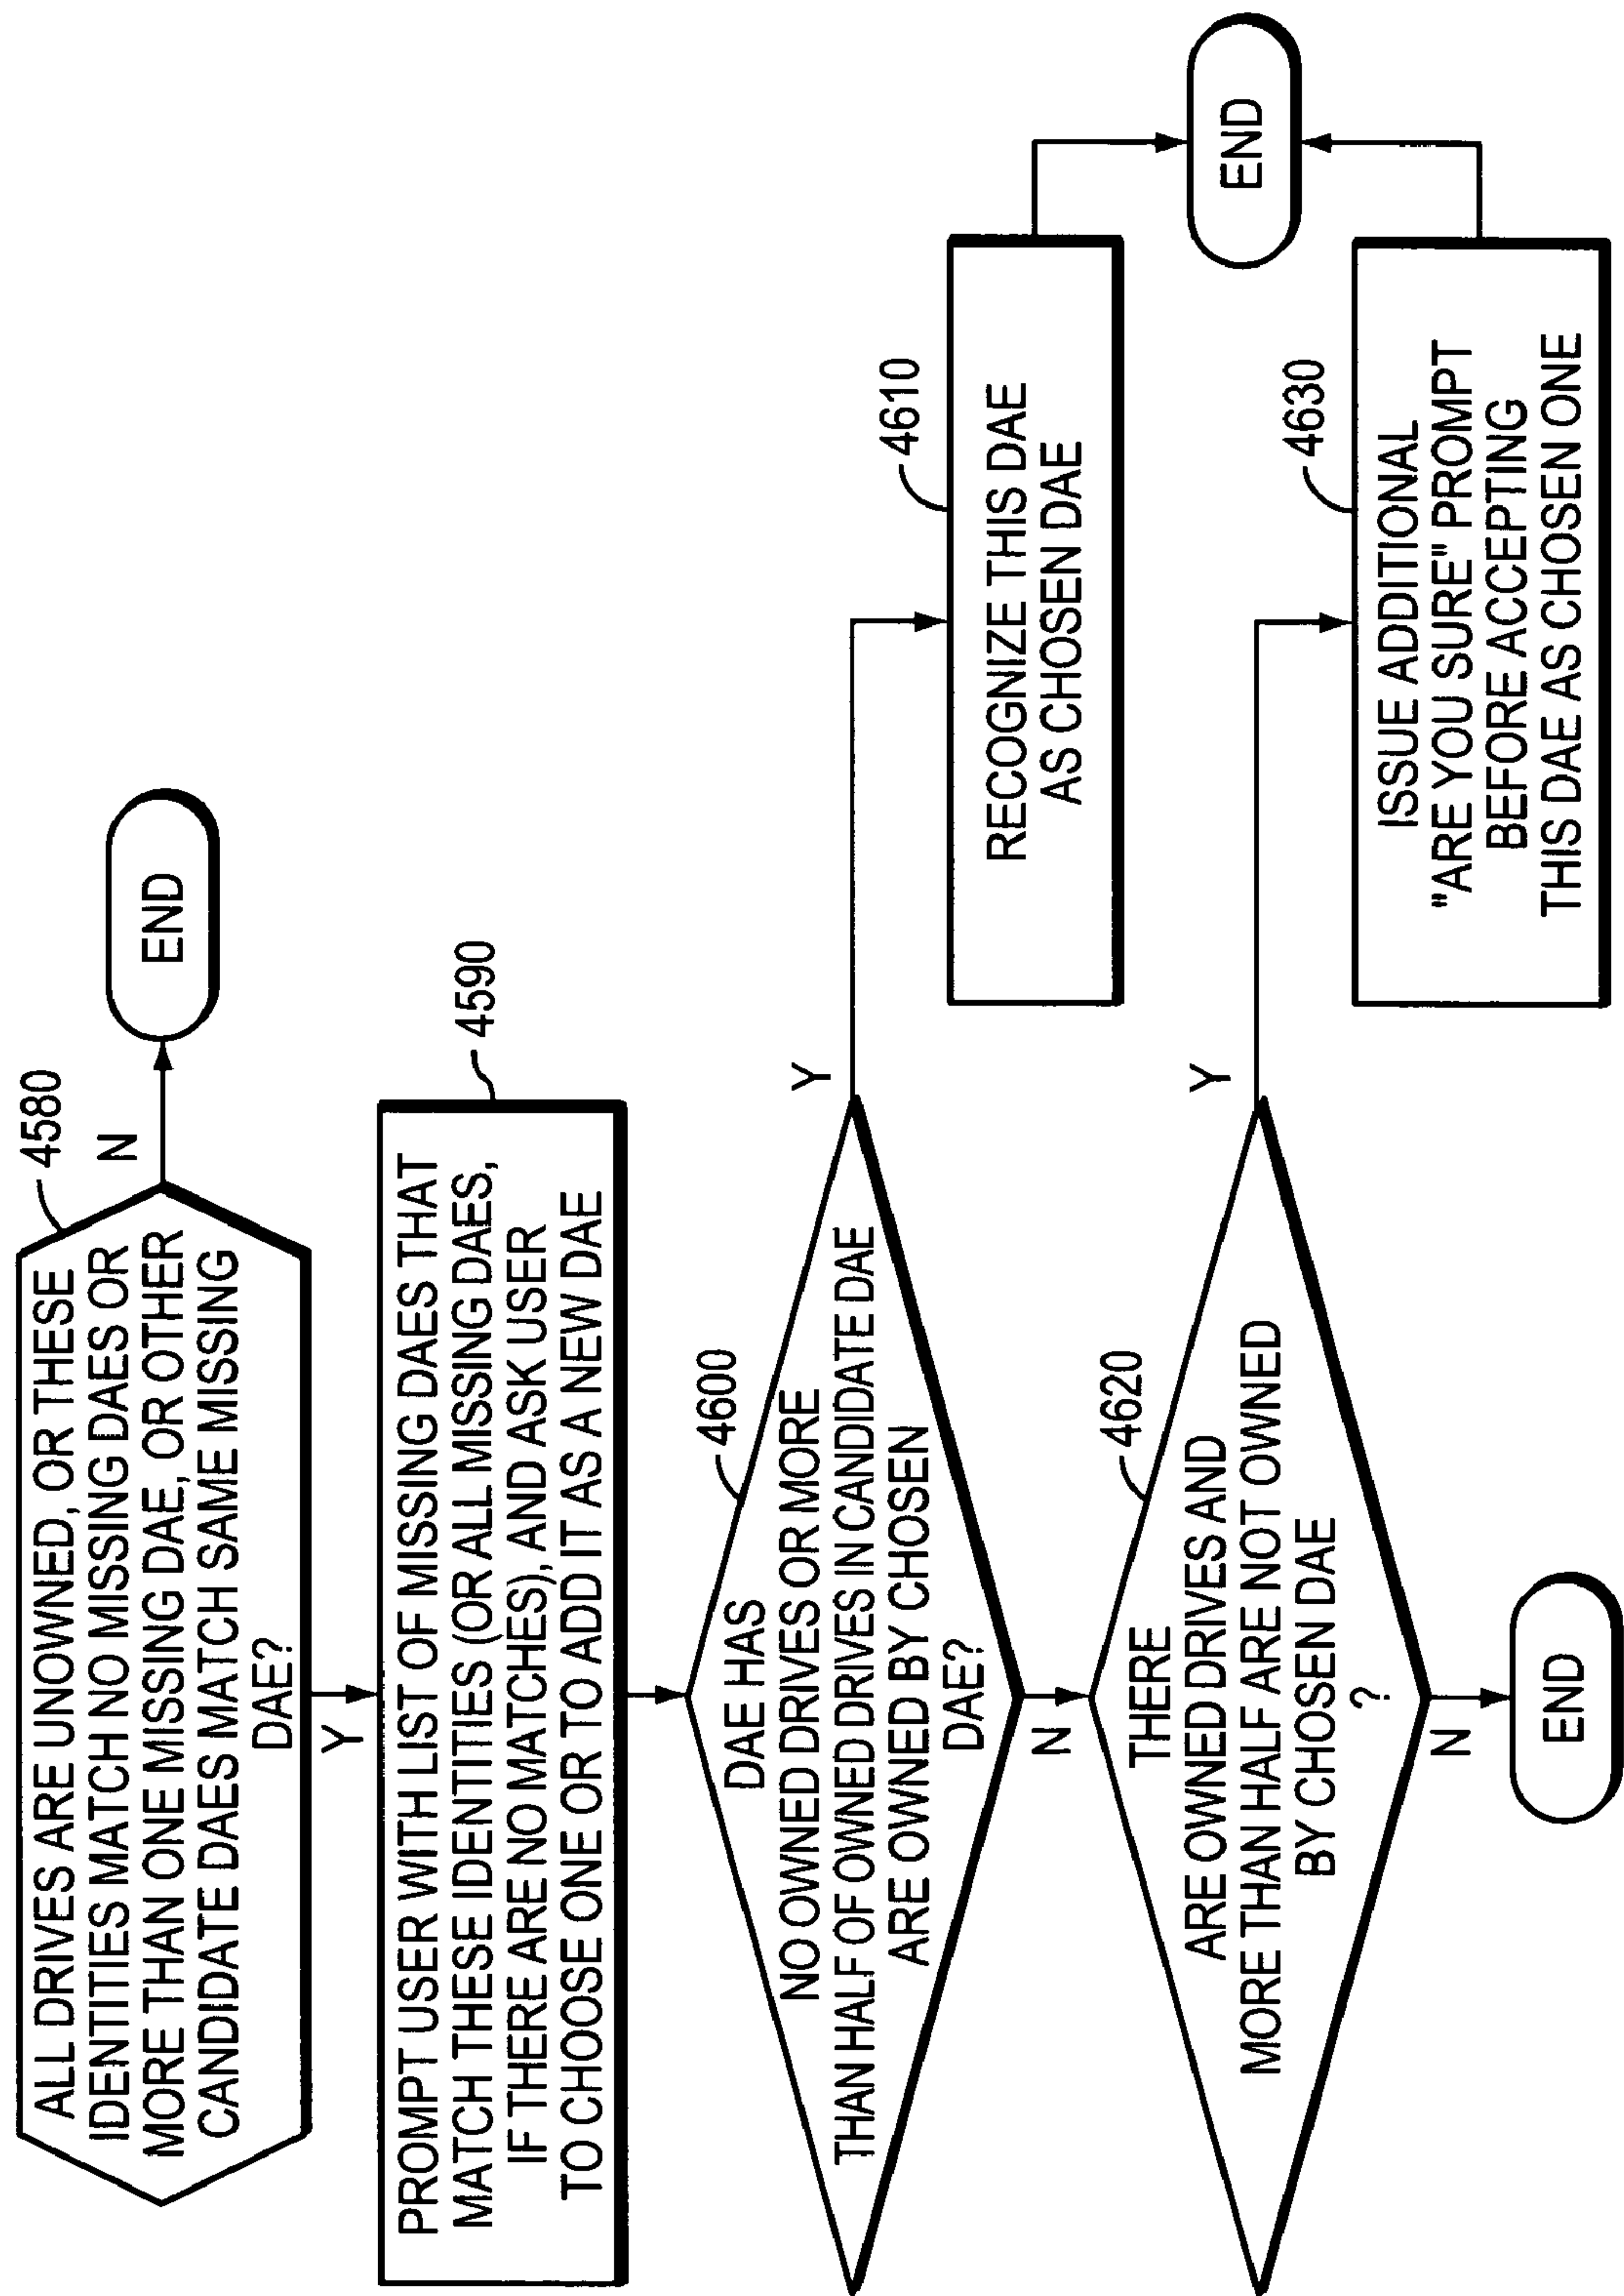 4580
ALL DRIVES ARE UNOWNED, OR THESE
IDENTITIES MATCH NO MISSING DAES OR
MORE THAN ONE MISSING DAE, OR OTHER
CANDIDATE DAES MATCH SAME MISSING
DAE?
N
END
Y
4590
PROMPT USER WITH LIST OF MISSING DAES THAT
MATCH THESE IDENTITIES (OR ALL MISSING DAES,
IF THERE ARE NO MATCHES), AND ASK USER
TO CHOOSE ONE OR TO ADD IT AS A NEW DAE
4600
DAE HAS
NO OWNED DRIVES OR MORE
THAN HALF OF OWNED DRIVES IN CANDIDATE DAE
ARE OWNED BY CHOSEN
DAE?
Y
4610
RECOGNIZE THIS DAE
AS CHOSEN DAE
N
4620
THERE
ARE OWNED DRIVES AND
MORE THAN HALF ARE NOT OWNED
BY CHOSEN DAE
?
Y
4630
ISSUE ADDITIONAL
"ARE YOU SURE" PROMPT
BEFORE ACCEPTING
THIS DAE AS CHOSEN ONE
END
N
END